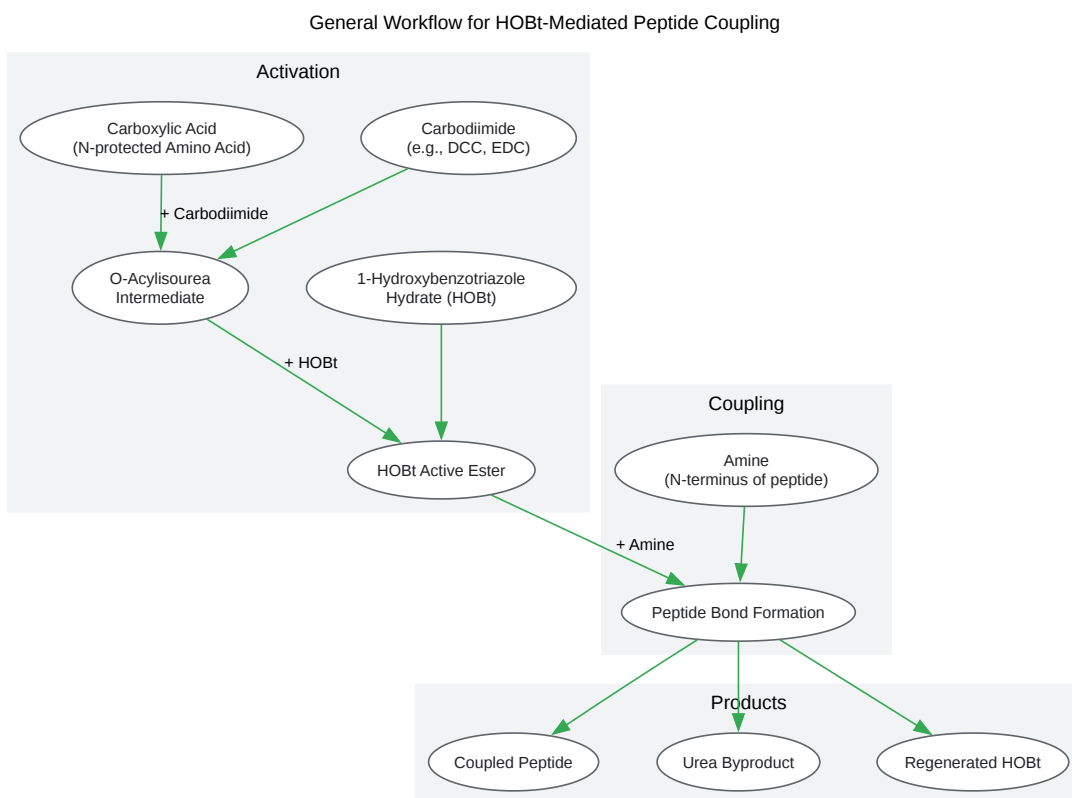 General Workflow for HOBt-Mediated Peptide Coupling
Activation
Carboxylic Acid
(N-protected Amino Acid)
Carbodiimide
(e.g., DCC, EDC)
+ Carbodiimide
O-Acylisourea
Intermediate
1-Hydroxybenzotriazole
Hydrate (HOBt)
+ HOBt
HOBt Active Ester
Coupling
Amine
(N-terminus of peptide)
+ Amine
Peptide Bond Formation
Products
Coupled Peptide
Urea Byproduct
Regenerated HOBt